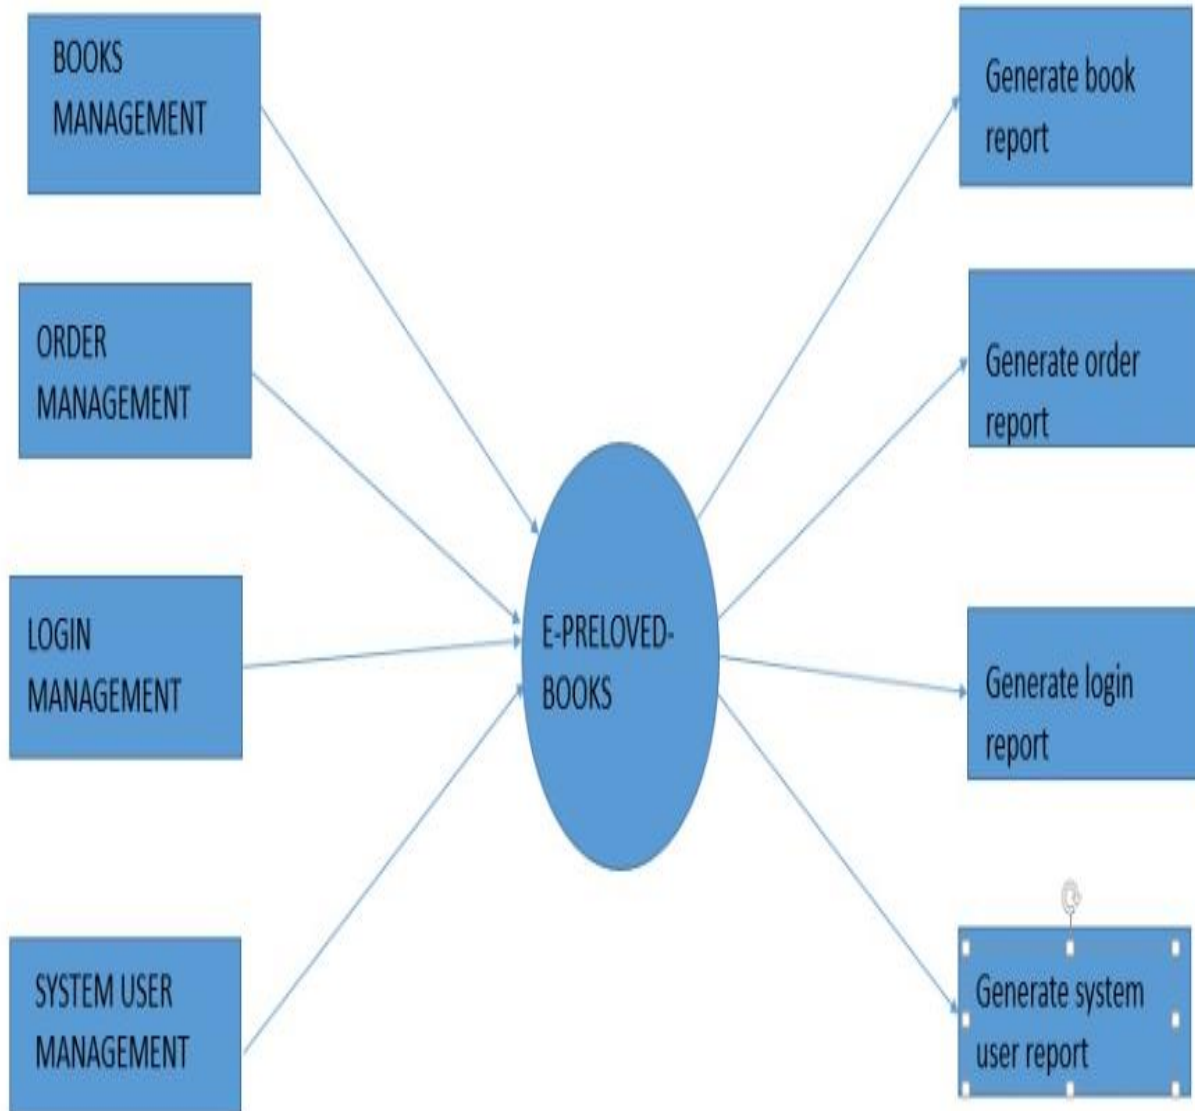 BOOKS
MANAGEMENT
ORDER
MANAGEMENT
LOGIN
MANAGEMENT
SYSTEM USER
MANAGEMENT
E-PRELOVED-
BOOKS
Generate book
report
Generate order
report
Generate login
report
Generate system
user report